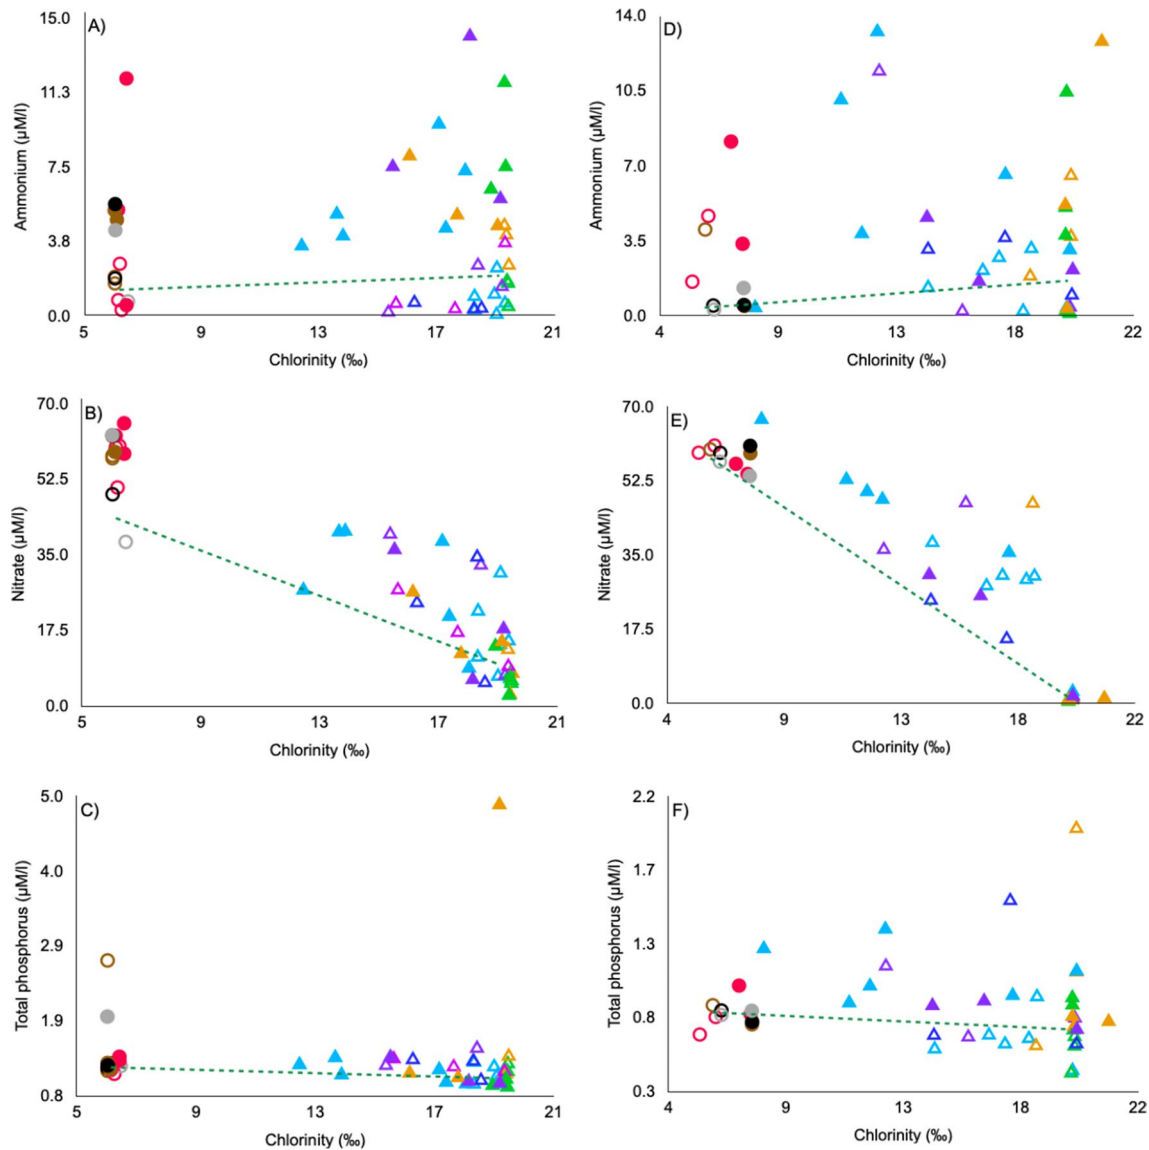 A)
Ammonium (µM/l)
15.0
11.3
7.5
3.8
0.0
5 9 13 17 21
Chlorinity (‰)
D)
Ammonium (µM/l)
14.0
10.5
7.0
3.5
0.0
4 9 13 18 22
Chlorinity (‰)
B)
Nitrate (µM/l)
70.0
52.5
35.0
17.5
0.0
5 9 13 17 21
Chlorinity (‰)
E)
Nitrate (µM/l)
70.0
52.5
35.0
17.5
0.0
4 9 13 18 22
Chlorinity (‰)
C)
Total phosphorus (µM/l)
5.0
4.0
2.9
1.9
0.8
5 9 13 17 21
Chlorinity (‰)
F)
Total phosphorus (µM/l)
2.2
1.7
1.3
0.8
0.3
4 9 13 18 22
Chlorinity (‰)